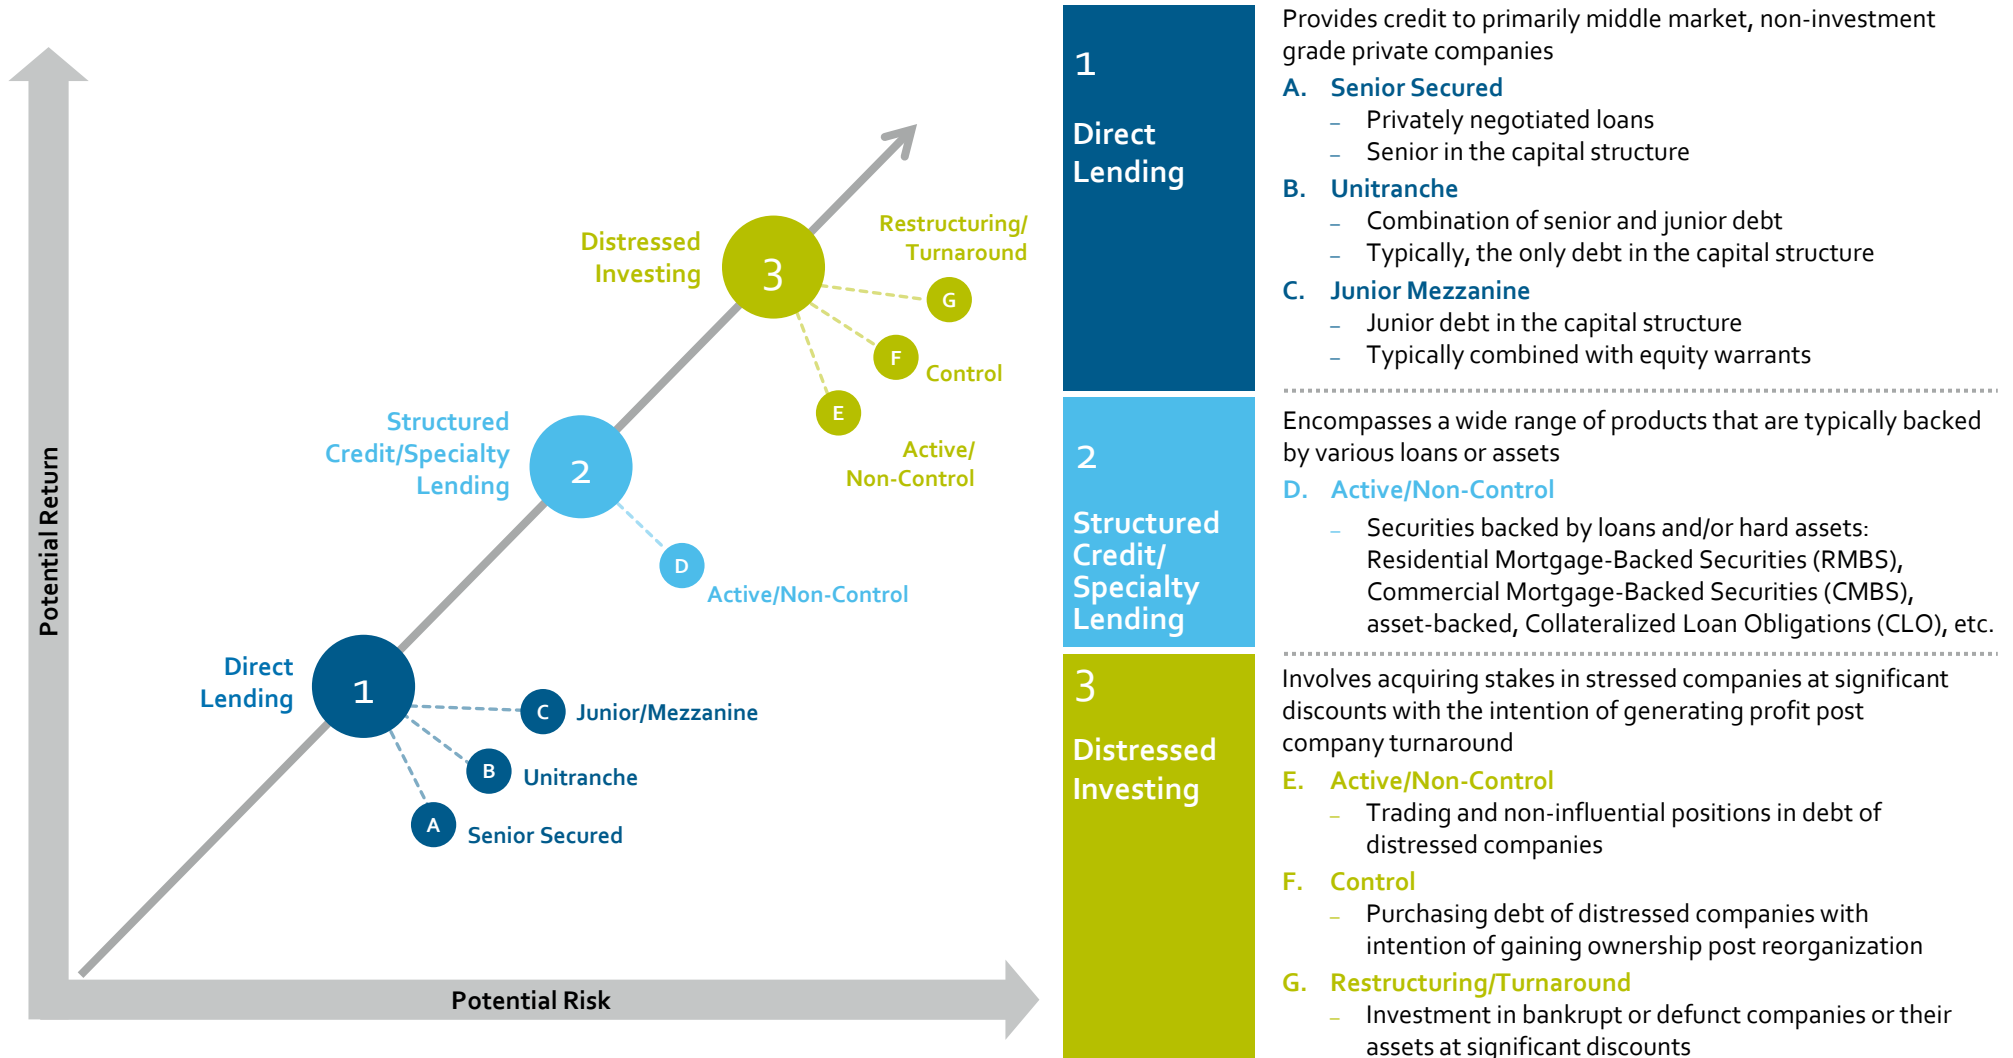 Potential Return
Potential Risk
Distressed
Investing
3
Restructuring/
Turnaround
G
F
Control
E
Active/
Non-Control
Structured
Credit/Specialty
Lending
2
D
Active/Non-Control
Direct
Lending
1
C
Junior/Mezzanine
B
Unitranche
A
Senior Secured
1
Direct
Lending
Provides credit to primarily middle market, non-investment
grade private companies
A. Senior Secured
– Privately negotiated loans
– Senior in the capital structure
B. Unitranche
– Combination of senior and junior debt
– Typically, the only debt in the capital structure
C. Junior Mezzanine
– Junior debt in the capital structure
– Typically combined with equity warrants
2
Structured
Credit/
Specialty
Lending
Encompasses a wide range of products that are typically backed
by various loans or assets
D. Active/Non-Control
– Securities backed by loans and/or hard assets:
Residential Mortgage-Backed Securities (RMBS),
Commercial Mortgage-Backed Securities (CMBS),
asset-backed, Collateralized Loan Obligations (CLO), etc.
3
Distressed
Investing
Involves acquiring stakes in stressed companies at significant
discounts with the intention of generating profit post
company turnaround
E. Active/Non-Control
– Trading and non-influential positions in debt of
distressed companies
F. Control
– Purchasing debt of distressed companies with
intention of gaining ownership post reorganization
G. Restructuring/Turnaround
– Investment in bankrupt or defunct companies or their
assets at significant discounts